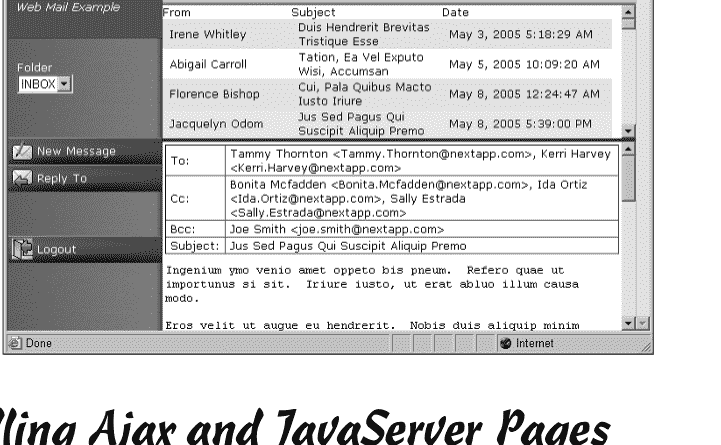 Web Mail Example
Folder
INBOX
New Message
Reply To
Logout
From Subject Date
Irene Whitley Duis Hendrerit Brevitas May 3, 2005 5:18:29 AM
Tristique Esse
Abigail Carroll Tation, Ea Vel Exputo May 5, 2005 10:09:20 AM
Wisi, Accumsan
Florence Bishop Cui, Pala Quibus Macto May 8, 2005 12:24:47 AM
Iusto Iriure
Jacquelyn Odom Jus Sed Pagus Qui May 8, 2005 5:39:00 PM
Suscipit Aliquip Premo
To: Tammy Thornton <Tammy.Thornton@nextapp.com>, Kerri Harvey
<Kerri.Harvey@nextapp.com>
Cc: Bonita Mcfadden <Bonita.Mcfadden@nextapp.com>, Ida Ortiz
<Ida.Ortiz@nextapp.com>, Sally Estrada
<Sally.Estrada@nextapp.com>
Bcc: Joe Smith <joe.smith@nextapp.com>
Subject: Jus Sed Pagus Qui Suscipit Aliquip Premo
Ingenium ymo venio amet oppeto bis pneum. Refero quae ut
importunus si sit. Iriure iusto, ut erat abluo illum causa
modo.
Eros velit ut augue eu hendrerit. Nobis duis aliquip minim
Done Internet
Ajax and JavaServer Pages